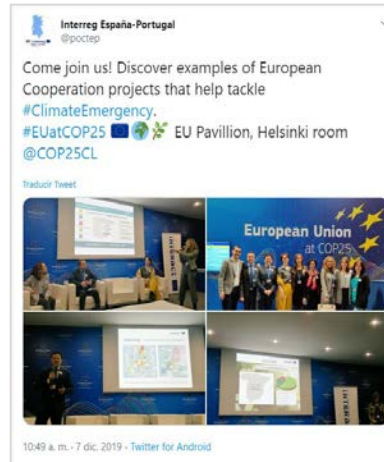 Interreg España-Portugal
@poctep
Come join us! Discover examples of European
Cooperation projects that help tackle
#ClimateEmergency.
#EUatCOP25 🇪🇺🌍🌿 EU Pavillion, Helsinki room
@COP25CL
Traducir Tweet
European Union
at COP25
10:49 a. m. · 7 dic. 2019 · Twitter for Android